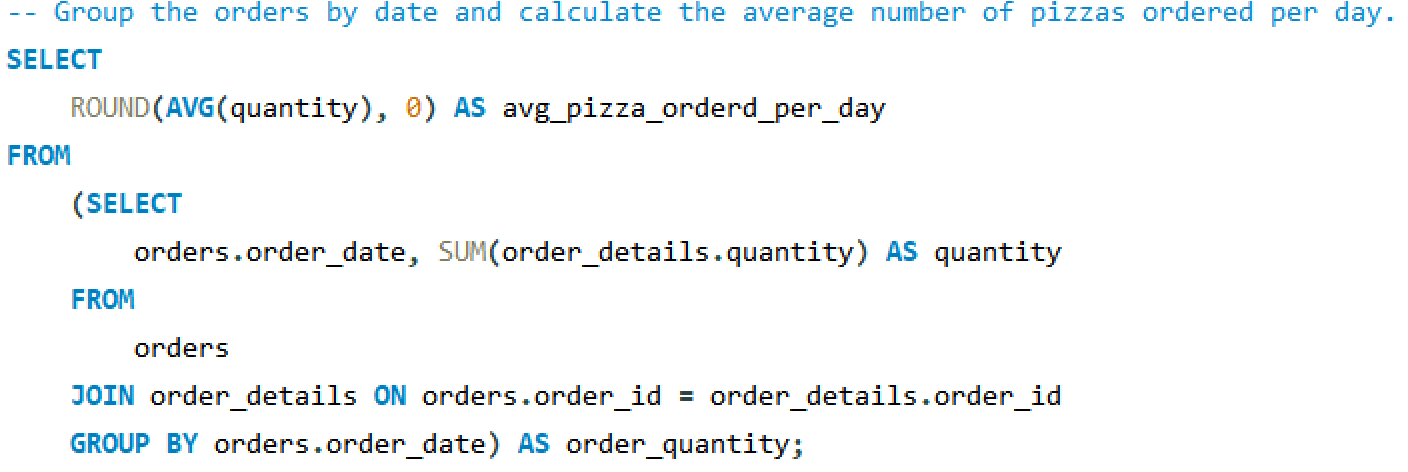 -- Group the orders by date and calculate the average number of pizzas ordered per day.
SELECT
    ROUND(AVG(quantity), 0) AS avg_pizza_orderd_per_day
FROM
    (SELECT
        orders.order_date, SUM(order_details.quantity) AS quantity
    FROM
        orders
    JOIN order_details ON orders.order_id = order_details.order_id
    GROUP BY orders.order_date) AS order_quantity;